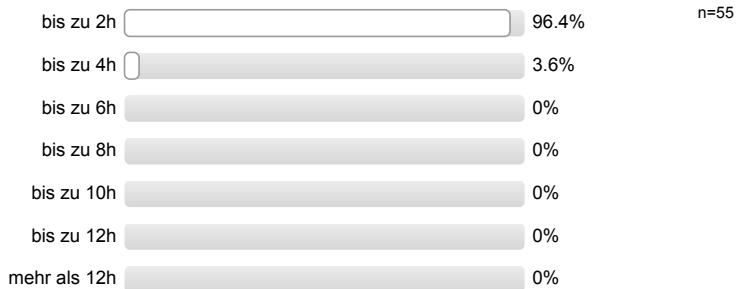 bis zu 2h 96.4% n=55
bis zu 4h 3.6%
bis zu 6h 0%
bis zu 8h 0%
bis zu 10h 0%
bis zu 12h 0%
mehr als 12h 0%